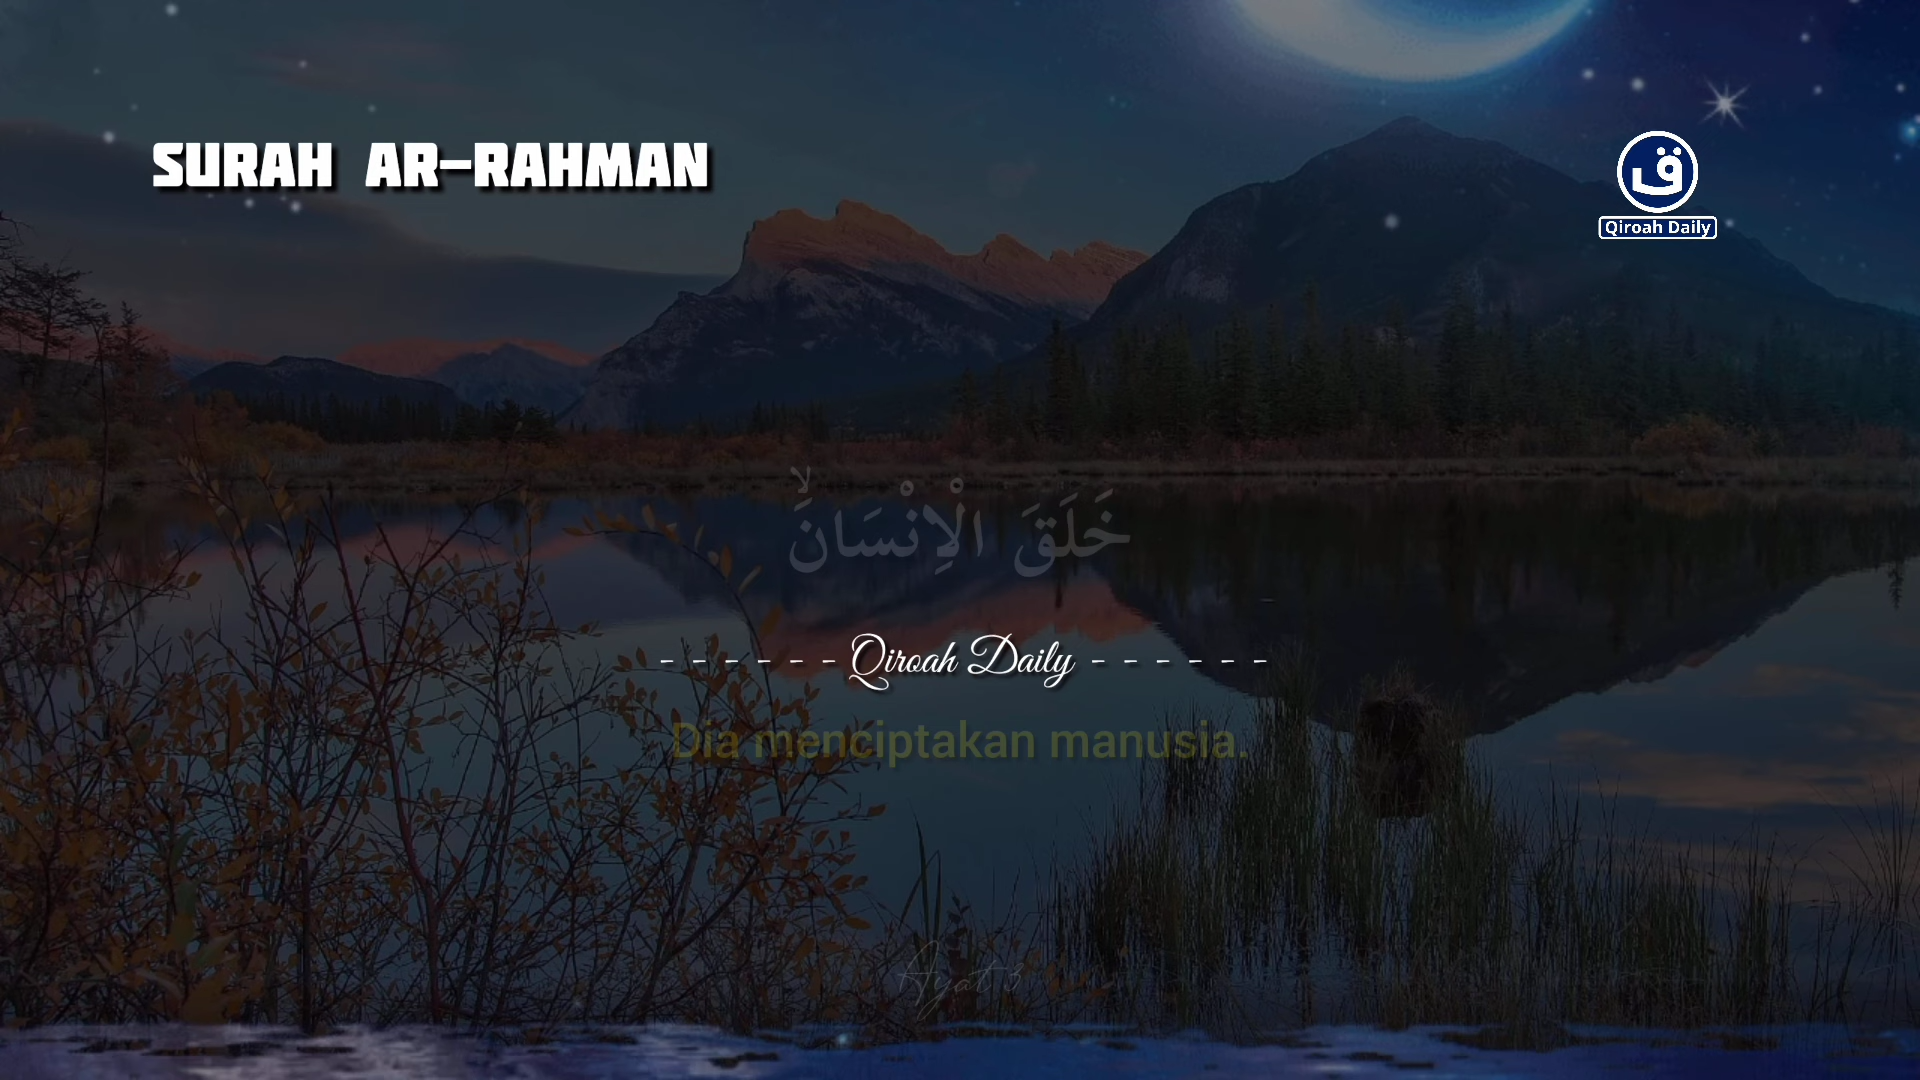 SURAH AR-RAHMAN
ق
Qiroah Daily
خَلَقَ الْاِنْسَانَۙ
- - - - - - Qiroah Daily - - - - - -
Dia menciptakan manusia.
Ayat 3